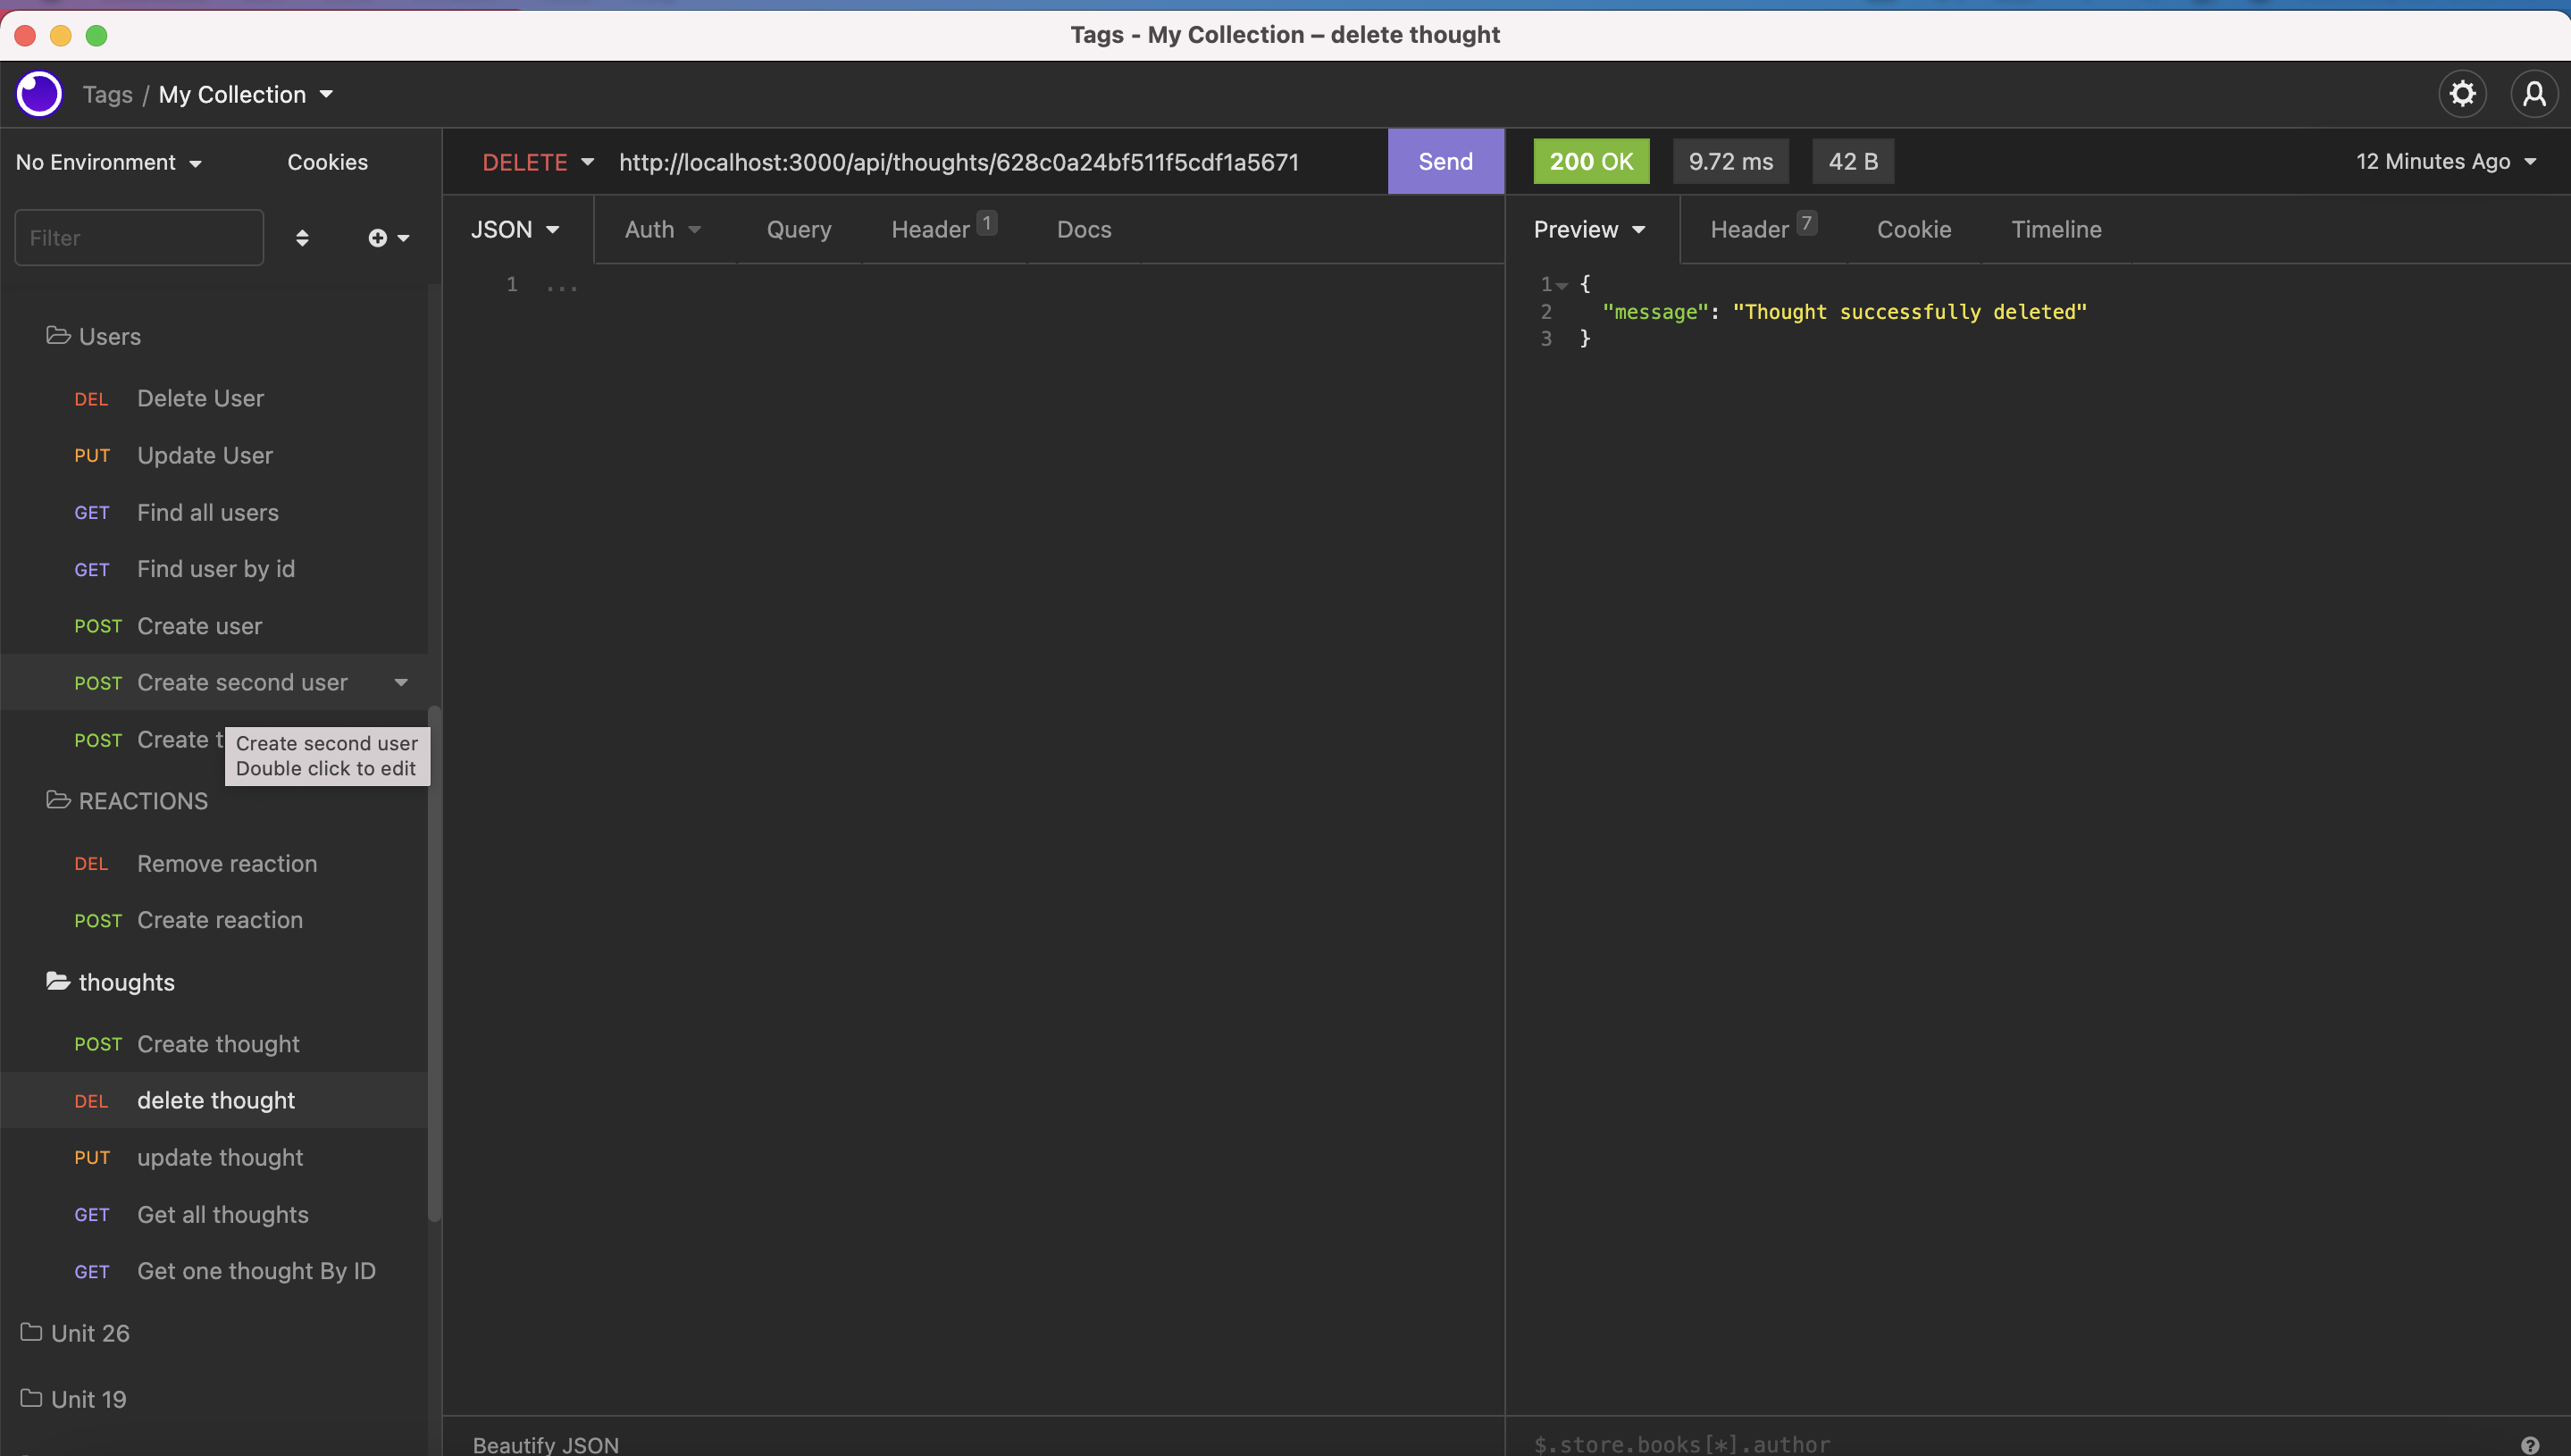 Tags - My Collection – delete thought
Tags / My Collection
No Environment
Cookies
Filter
Users
DEL Delete User
PUT Update User
GET Find all users
GET Find user by id
POST Create user
POST Create second user
POST Create t
Create second user
Double click to edit
REACTIONS
DEL Remove reaction
POST Create reaction
thoughts
POST Create thought
DEL delete thought
PUT update thought
GET Get all thoughts
GET Get one thought By ID
Unit 26
Unit 19
DELETE http://localhost:3000/api/thoughts/628c0a24bf511f5cdf1a5671 Send
JSON Auth Query Header 1 Docs
1 ...
Beautify JSON
200 OK 9.72 ms 42 B 12 Minutes Ago
Preview Header 7 Cookie Timeline
1 {
2 "message": "Thought successfully deleted"
3 }
$.store.books[*].author